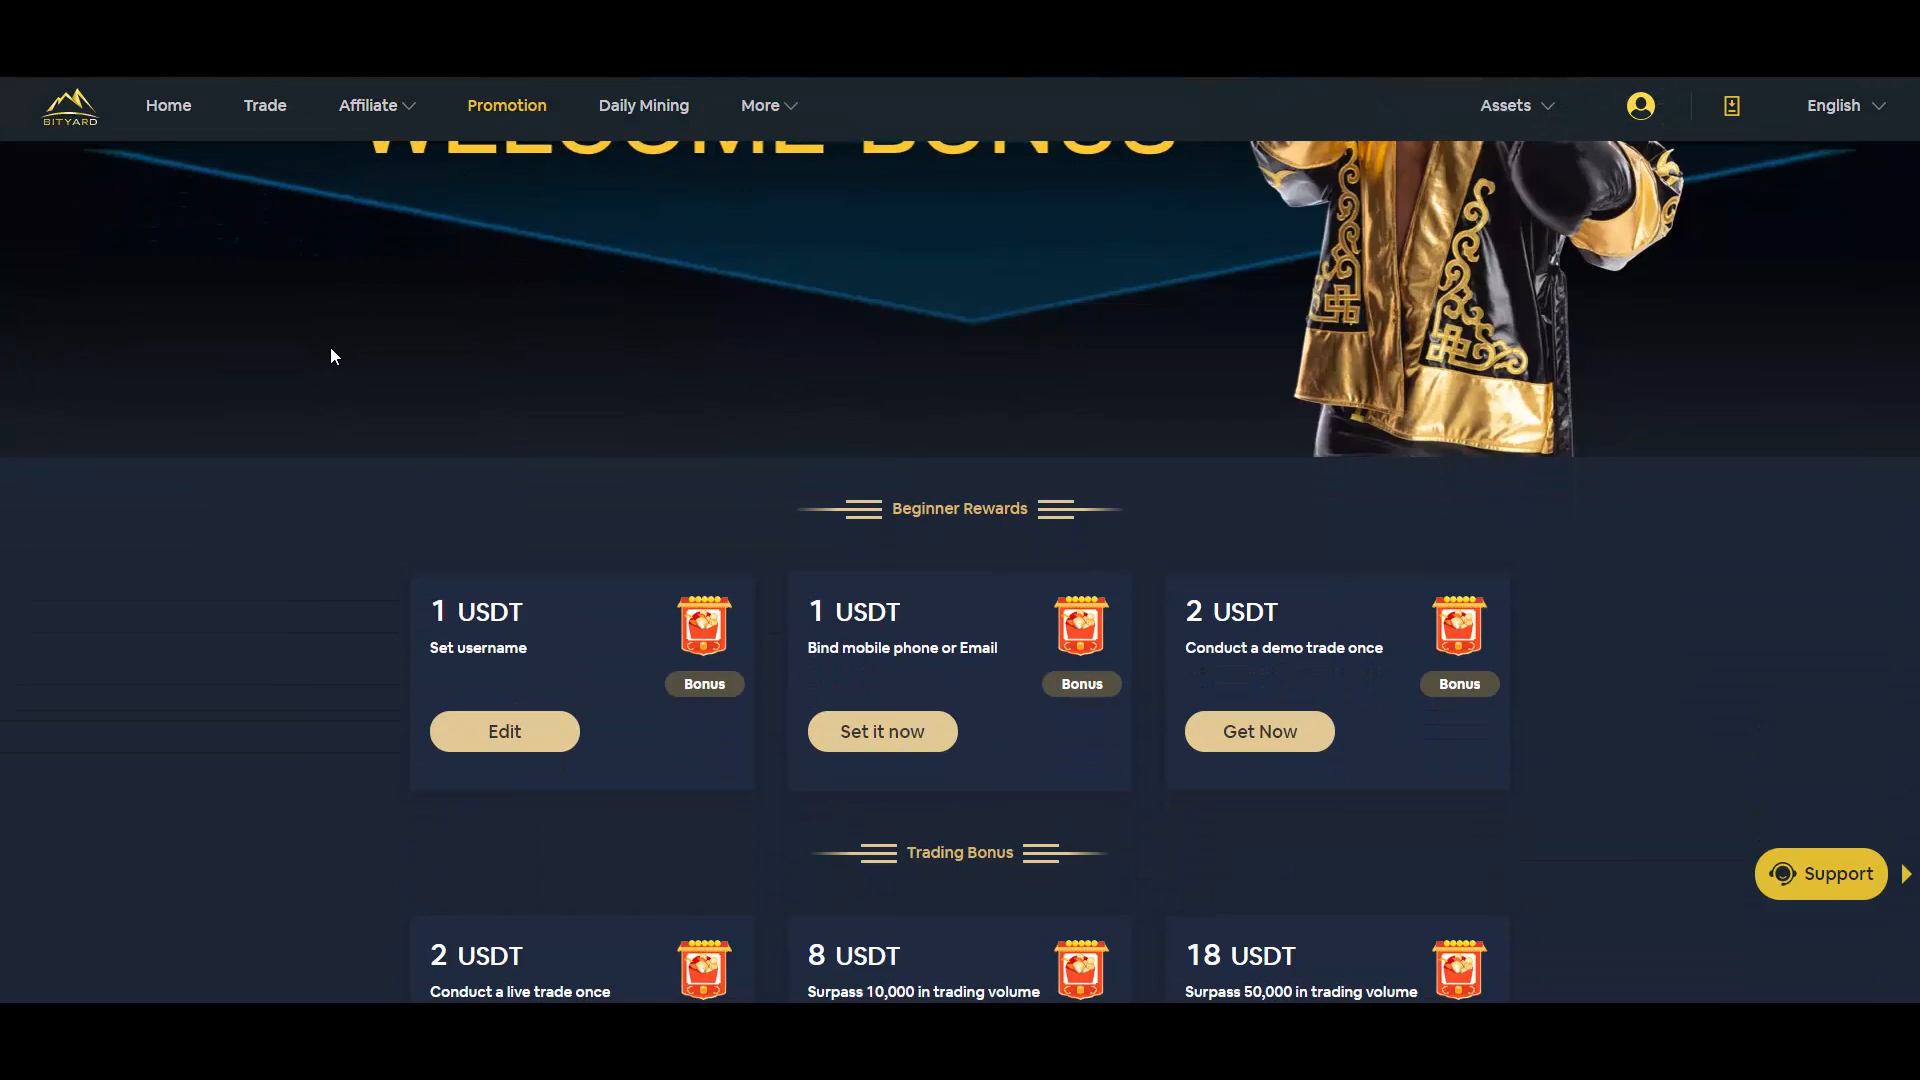 BITYARD
Home Trade Affiliate Promotion Daily Mining More Assets English
WELCOME BONUS
Beginner Rewards
1 USDT
Set username
Bonus
Edit
1 USDT
Bind mobile phone or Email
Bonus
Set it now
2 USDT
Conduct a demo trade once
Bonus
Get Now
Trading Bonus
2 USDT
Conduct a live trade once
8 USDT
Surpass 10,000 in trading volume
18 USDT
Surpass 50,000 in trading volume
Support